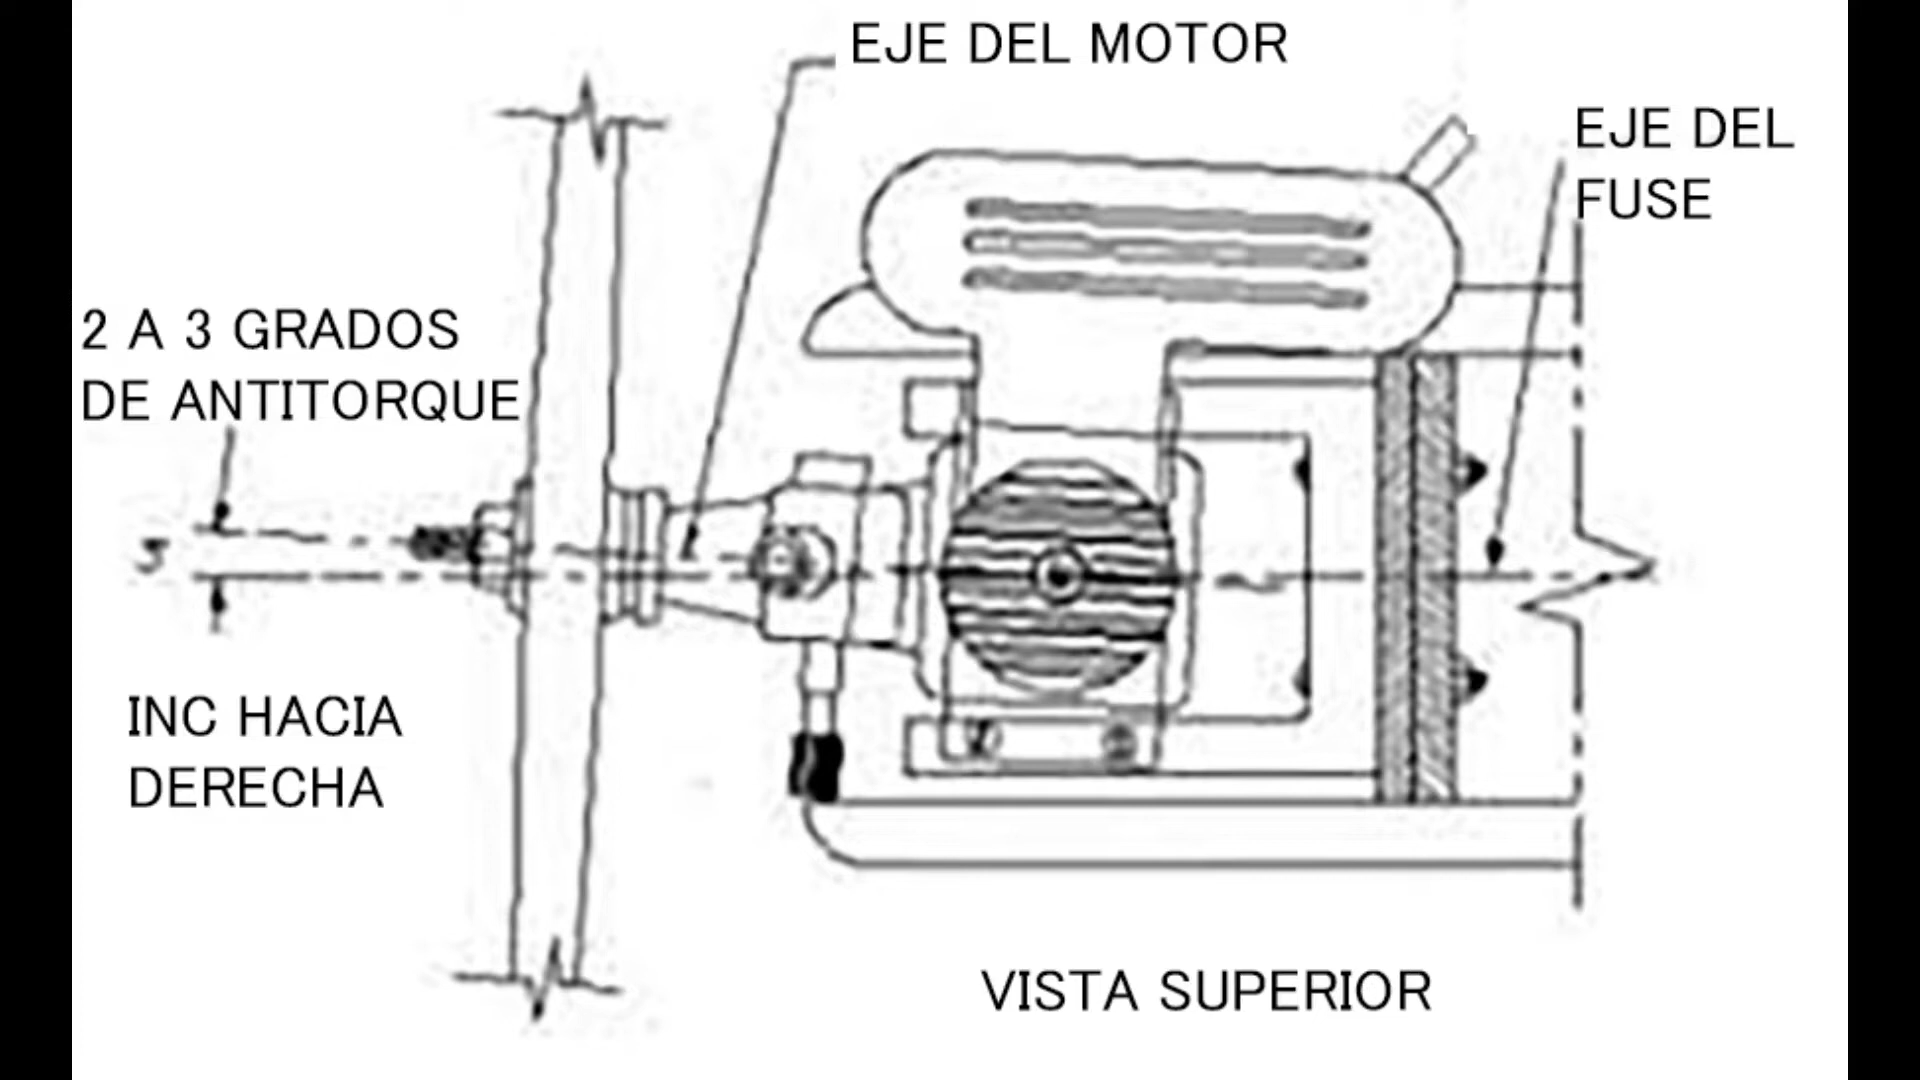 EJE DEL MOTOR
EJE DEL
FUSE
2 A 3 GRADOS
DE ANTITORQUE
INC HACIA
DERECHA
VISTA SUPERIOR